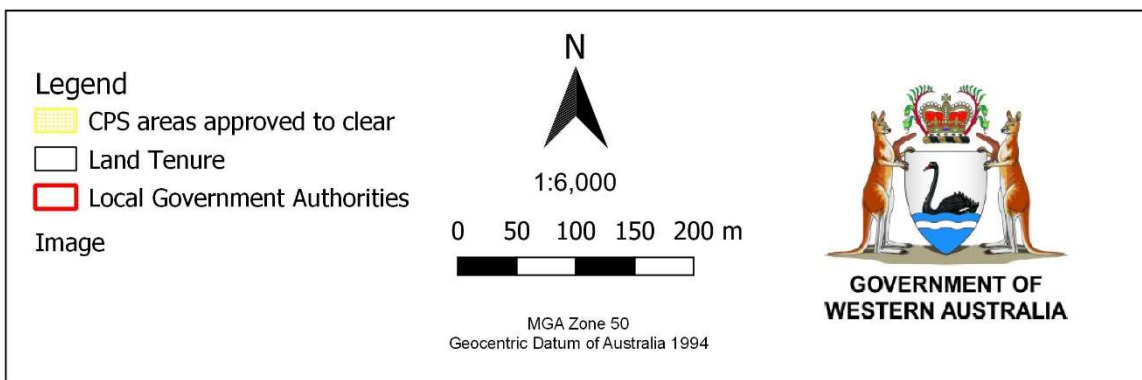 Legend
CPS areas approved to clear
Land Tenure
Local Government Authorities
Image
N
1:6,000
0 50 100 150 200 m
MGA Zone 50
Geocentric Datum of Australia 1994
GOVERNMENT OF
WESTERN AUSTRALIA